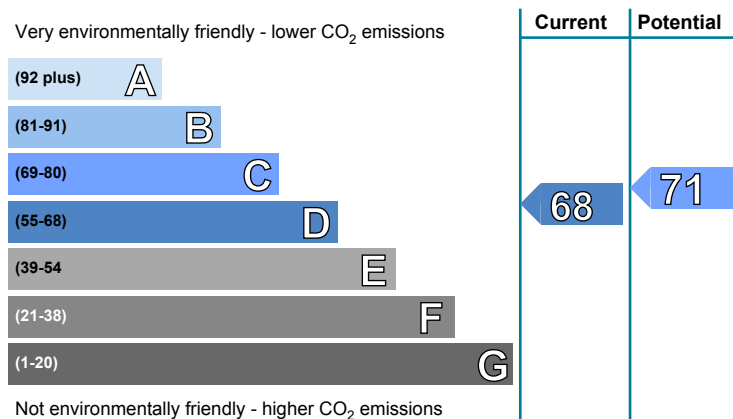 Very environmentally friendly - lower CO2 emissions
Current
Potential
(92 plus) A
(81-91) B
(69-80) C
(55-68) D
(39-54 E
(21-38) F
(1-20) G
68
71
Not environmentally friendly - higher CO2 emissions